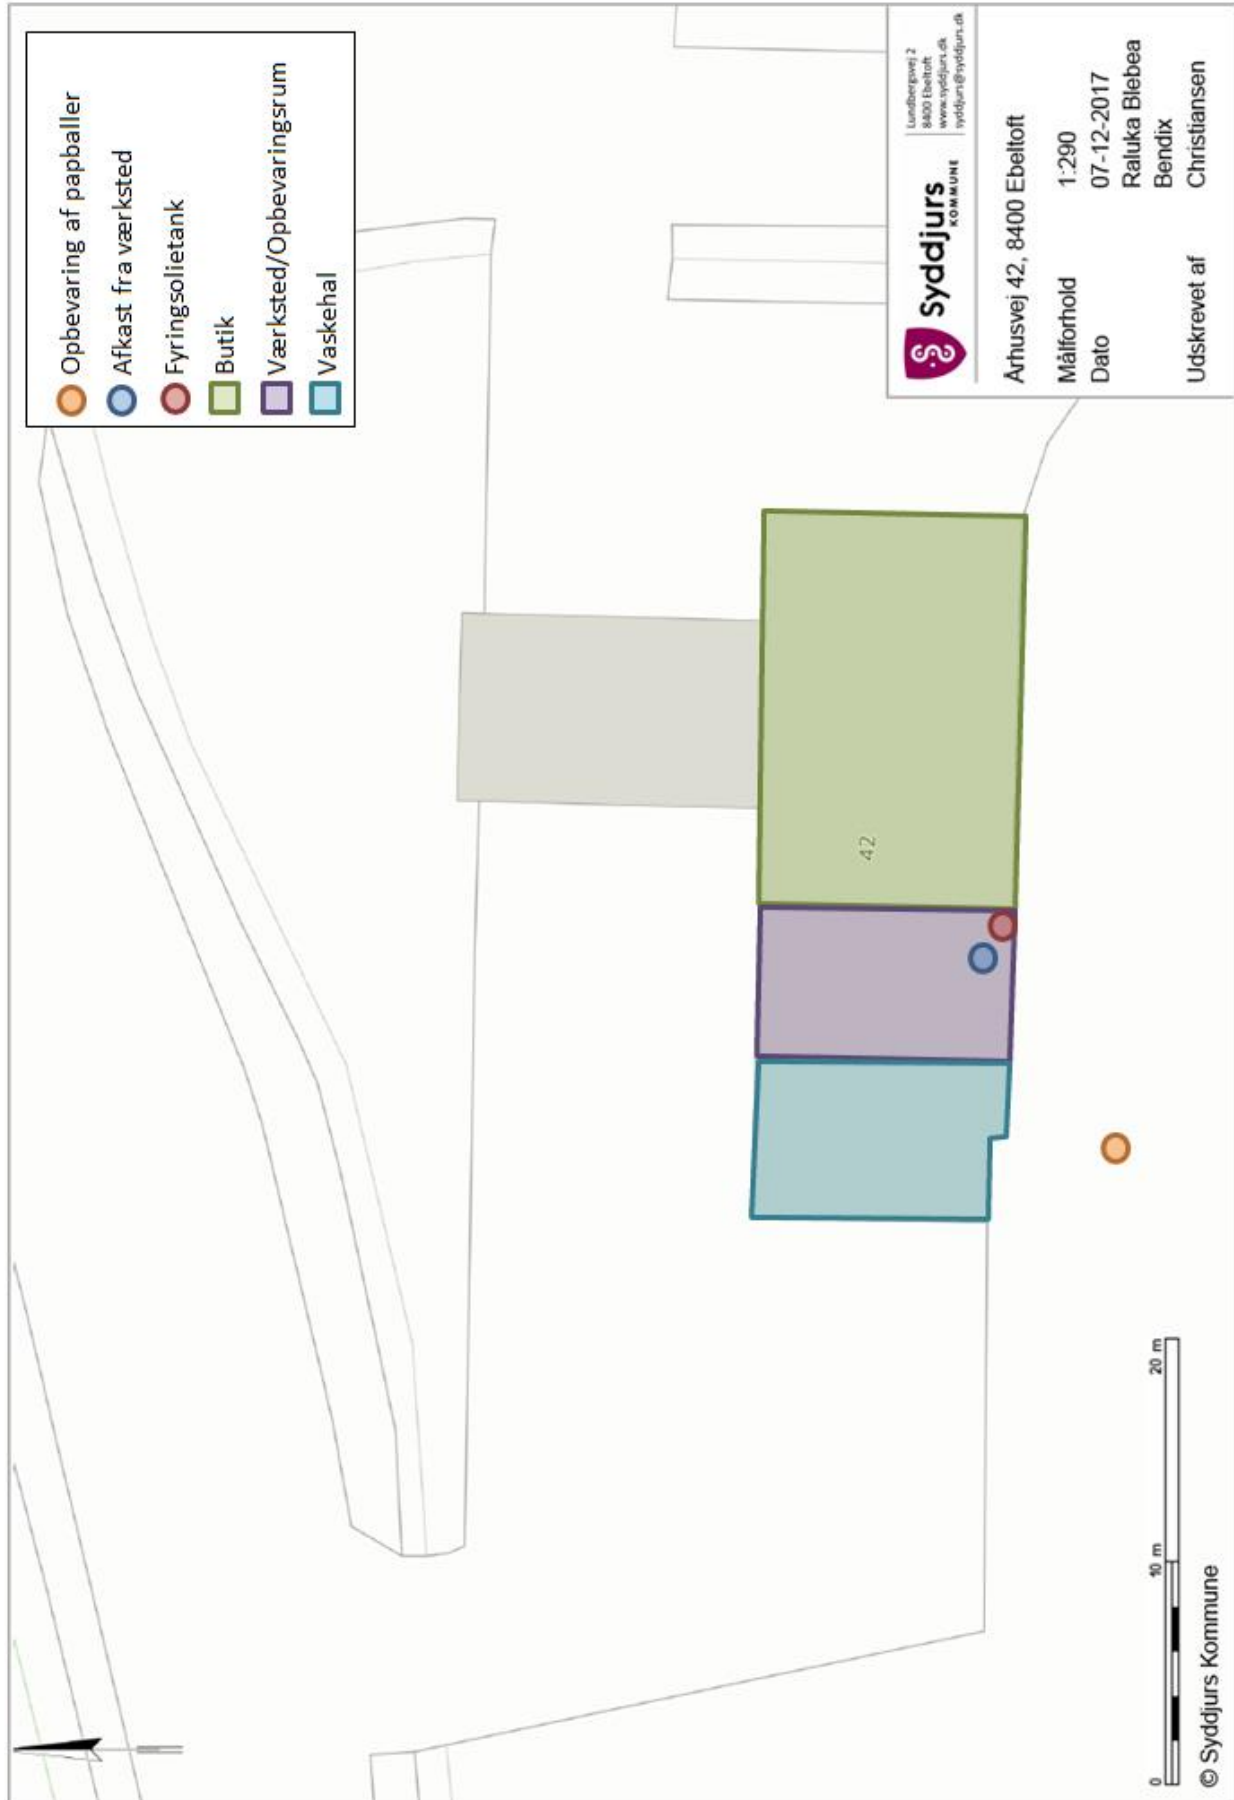 Opbevaring af papballer
Afkast fra værksted
Fyringsolietank
Butik
Værksted/Opbevaringsrum
Vaskehal
42
Syddjurs
KOMMUNE
Lundbergsvej 2
8400 Ebeltoft
www.syddjurs.dk
syddjurs@syddjurs.dk
Århusvej 42, 8400 Ebeltoft
Målforhold 1:290
Dato 07-12-2017
Raluka Blebea
Bendix
Udskrevet af Christiansen
0 10 m 20 m
© Syddjurs Kommune